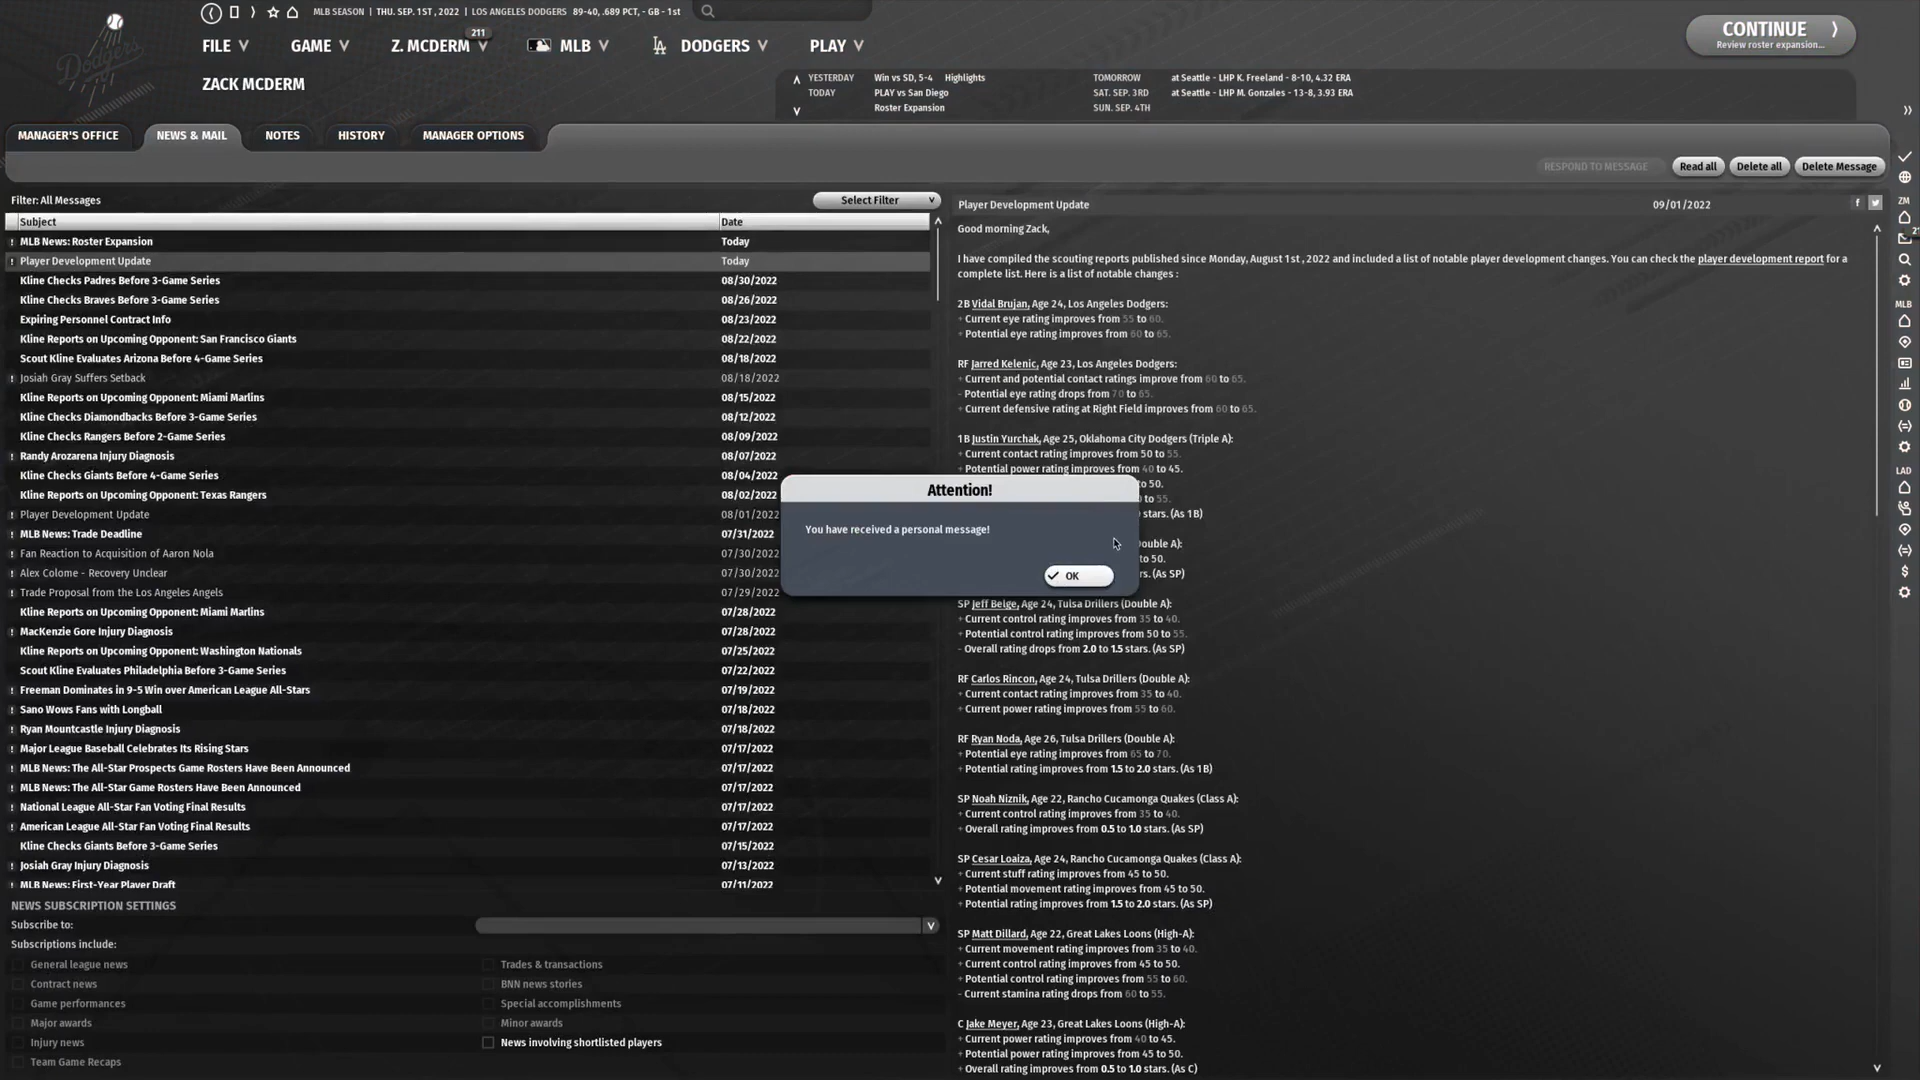 MLB SEASON | THU. SEP. 1ST , 2022 | LOS ANGELES DODGERS 89-40, .689 PCT, - GB - 1st
211
FILE GAME Z. MCDERM MLB DODGERS PLAY
CONTINUE
Review roster expansion...
Dodgers
ZACK MCDERM
YESTERDAY Win vs SD, 5-4 Highlights TOMORROW at Seattle - LHP K. Freeland - 8-10, 4.32 ERA
TODAY PLAY vs San Diego SAT. SEP. 3RD at Seattle - LHP M. Gonzales - 13-8, 3.93 ERA
Roster Expansion SUN. SEP. 4TH
MANAGER'S OFFICE NEWS & MAIL NOTES HISTORY MANAGER OPTIONS
RESPOND TO MESSAGE Read all Delete all Delete Message
Filter: All Messages Select Filter
Subject Date
! MLB News: Roster Expansion Today
! Player Development Update Today
Kline Checks Padres Before 3-Game Series 08/30/2022
Kline Checks Braves Before 3-Game Series 08/26/2022
Expiring Personnel Contract Info 08/23/2022
Kline Reports on Upcoming Opponent: San Francisco Giants 08/22/2022
Scout Kline Evaluates Arizona Before 4-Game Series 08/18/2022
! Josiah Gray Suffers Setback 08/18/2022
Kline Reports on Upcoming Opponent: Miami Marlins 08/15/2022
Kline Checks Diamondbacks Before 3-Game Series 08/12/2022
Kline Checks Rangers Before 2-Game Series 08/09/2022
! Randy Arozarena Injury Diagnosis 08/07/2022
Kline Checks Giants Before 4-Game Series 08/04/2022
Kline Reports on Upcoming Opponent: Texas Rangers 08/02/2022
! Player Development Update 08/01/2022
! MLB News: Trade Deadline 07/31/2022
! Fan Reaction to Acquisition of Aaron Nola 07/30/2022
! Alex Colome - Recovery Unclear 07/30/2022
! Trade Proposal from the Los Angeles Angels 07/29/2022
Kline Reports on Upcoming Opponent: Miami Marlins 07/28/2022
! MacKenzie Gore Injury Diagnosis 07/28/2022
Kline Reports on Upcoming Opponent: Washington Nationals 07/25/2022
Scout Kline Evaluates Philadelphia Before 3-Game Series 07/22/2022
! Freeman Dominates in 9-5 Win over American League All-Stars 07/19/2022
! Sano Wows Fans with Longball 07/18/2022
! Ryan Mountcastle Injury Diagnosis 07/18/2022
! Major League Baseball Celebrates Its Rising Stars 07/17/2022
! MLB News: The All-Star Prospects Game Rosters Have Been Announced 07/17/2022
! MLB News: The All-Star Game Rosters Have Been Announced 07/17/2022
! National League All-Star Fan Voting Final Results 07/17/2022
! American League All-Star Fan Voting Final Results 07/17/2022
Kline Checks Giants Before 3-Game Series 07/15/2022
! Josiah Gray Injury Diagnosis 07/13/2022
! MLB News: First-Year Player Draft 07/11/2022
NEWS SUBSCRIPTION SETTINGS
Subscribe to:
Subscriptions include:
General league news Trades & transactions
Contract news BNN news stories
Game performances Special accomplishments
Major awards Minor awards
Injury news News involving shortlisted players
Team Game Recaps
Player Development Update 09/01/2022
Good morning Zack,
I have compiled the scouting reports published since Monday, August 1st , 2022 and included a list of notable player development changes. You can check the player development report for a
complete list. Here is a list of notable changes :
2B Vidal Brujan, Age 24, Los Angeles Dodgers:
+ Current eye rating improves from 55 to 60.
+ Potential eye rating improves from 60 to 65.
RF Jarred Kelenic, Age 23, Los Angeles Dodgers:
+ Current and potential contact ratings improve from 60 to 65.
- Potential eye rating drops from 70 to 65.
+ Current defensive rating at Right Field improves from 60 to 65.
1B Justin Yurchak, Age 25, Oklahoma City Dodgers (Triple A):
+ Current contact rating improves from 50 to 55.
+ Potential power rating improves from 40 to 45.
to 50.
to 55.
stars. (As 1B)
Double A):
to 50.
(As SP)
SP Jeff Belge, Age 24, Tulsa Drillers (Double A):
+ Current control rating improves from 35 to 40.
+ Potential control rating improves from 50 to 55.
- Overall rating drops from 2.0 to 1.5 stars. (As SP)
RF Carlos Rincon, Age 24, Tulsa Drillers (Double A):
+ Current contact rating improves from 35 to 40.
+ Current power rating improves from 55 to 60.
RF Ryan Noda, Age 26, Tulsa Drillers (Double A):
+ Potential eye rating improves from 65 to 70.
+ Potential rating improves from 1.5 to 2.0 stars. (As 1B)
SP Noah Niznik, Age 22, Rancho Cucamonga Quakes (Class A):
+ Current control rating improves from 35 to 40.
+ Overall rating improves from 0.5 to 1.0 stars. (As SP)
SP Cesar Loaiza, Age 24, Rancho Cucamonga Quakes (Class A):
+ Current stuff rating improves from 45 to 50.
+ Potential movement rating improves from 45 to 50.
+ Potential rating improves from 1.5 to 2.0 stars. (As SP)
SP Matt Dillard, Age 22, Great Lakes Loons (High-A):
+ Current movement rating improves from 35 to 40.
+ Current control rating improves from 45 to 50.
+ Potential control rating improves from 55 to 60.
- Current stamina rating drops from 60 to 55.
C Jake Meyer, Age 23, Great Lakes Loons (High-A):
+ Current power rating improves from 40 to 45.
+ Potential power rating improves from 45 to 50.
+ Overall rating improves from 0.5 to 1.0 stars. (As C)
Attention!
You have received a personal message!
OK
ZM
MLB
LAD